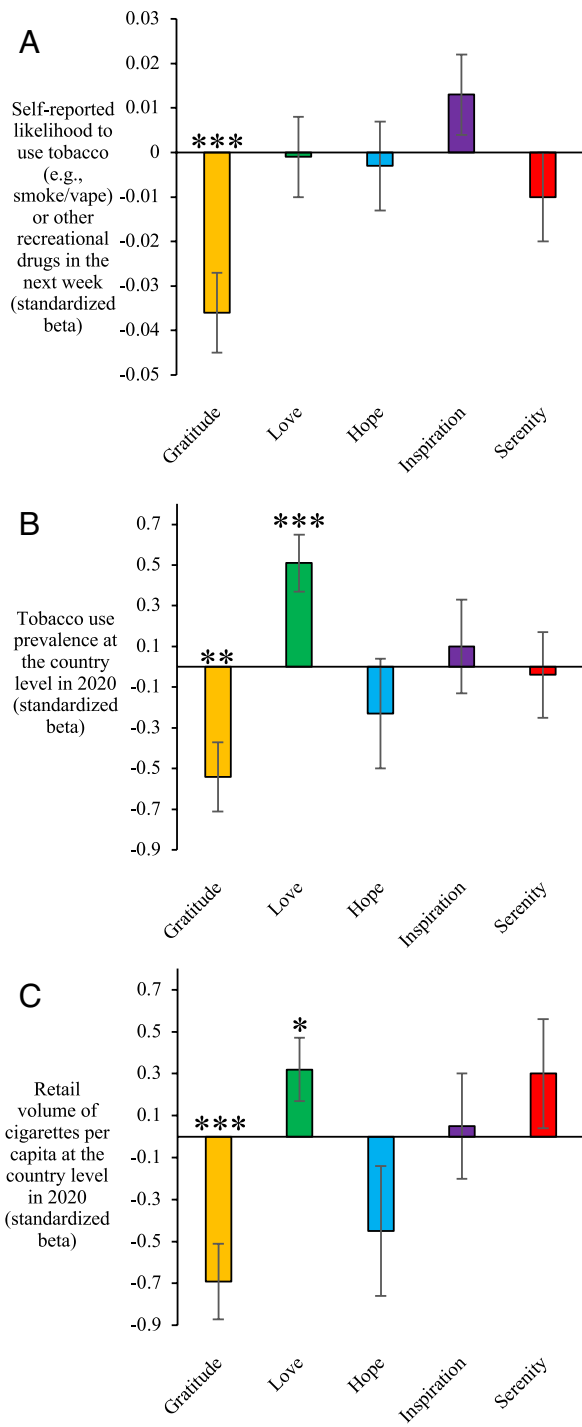 A
Self-reported
likelihood to
use tobacco
(e.g.,
smoke/vape)
or other
recreational
drugs in the
next week
(standardized
beta)
0.03
0.02
0.01
0
-0.01
-0.02
-0.03
-0.04
-0.05
***
Gratitude
Love
Hope
Inspiration
Serenity
B
Tobacco use
prevalence at
the country
level in 2020
(standardized
beta)
0.7
0.5
0.3
0.1
-0.1
-0.3
-0.5
-0.7
-0.9
**
***
Gratitude
Love
Hope
Inspiration
Serenity
C
Retail
volume of
cigarettes per
capita at the
country level
in 2020
(standardized
beta)
0.7
0.5
0.3
0.1
-0.1
-0.3
-0.5
-0.7
-0.9
***
*
Gratitude
Love
Hope
Inspiration
Serenity